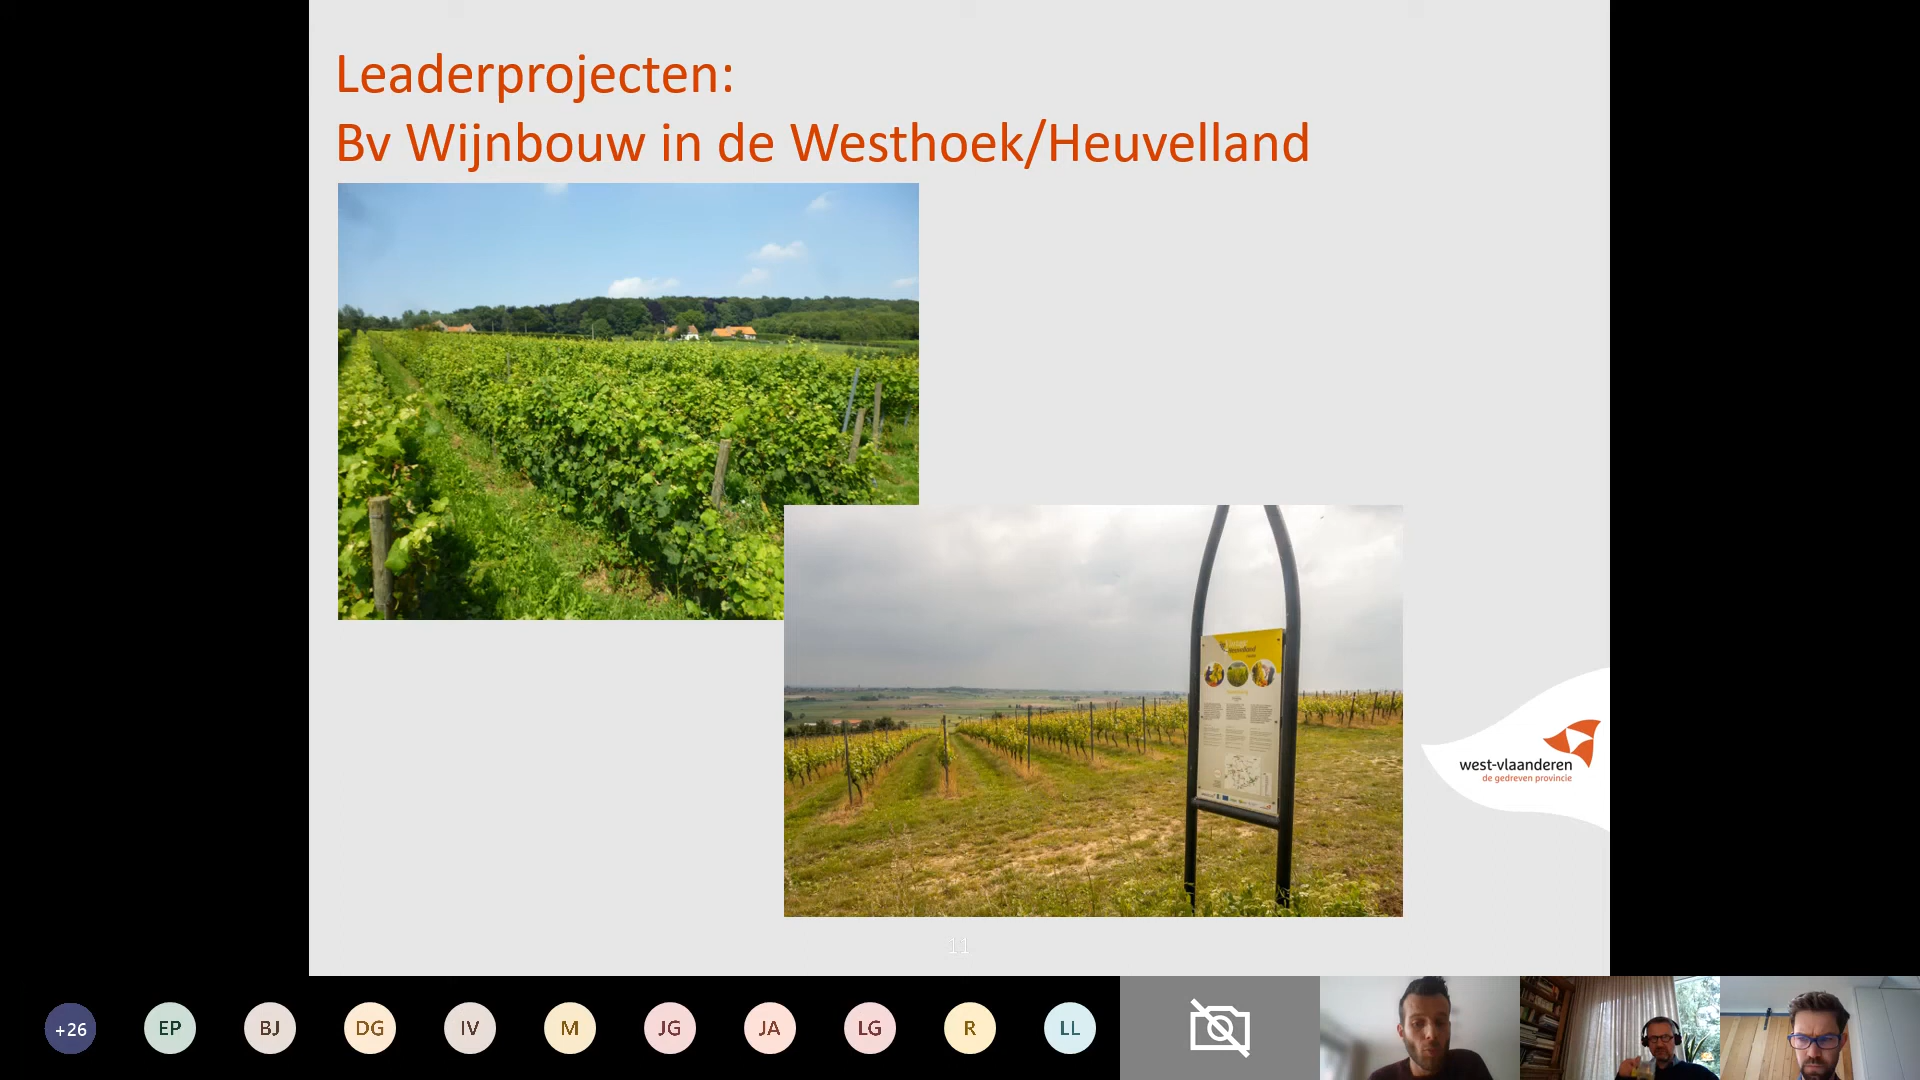 Leaderprojecten:
Bv Wijnbouw in de Westhoek/Heuvelland
west-vlaanderen
de gedreven provincie
11
+26
EP
BJ
DG
IV
M
JG
JA
LG
R
LL